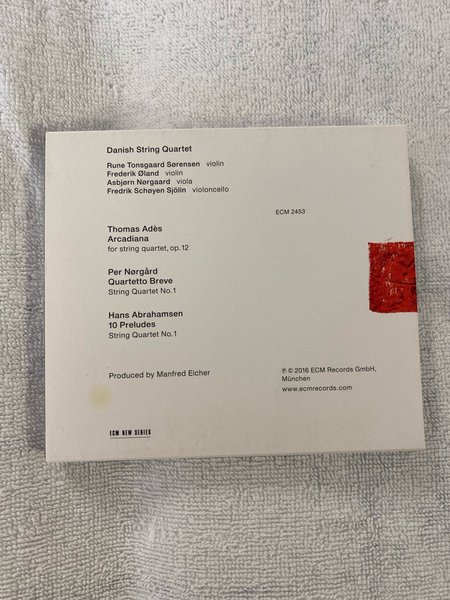 Danish String Quartet
Rune Tonsgaard Sørensen violin
Frederik Øland violin
Asbjørn Nørgaard viola
Fredrik Schøyen Sjölin violoncello
ECM 2453
Thomas Adès
Arcadiana
for string quartet, op. 12
Per Nørgård
Quartetto Breve
String Quartet No. 1
Hans Abrahamsen
10 Preludes
String Quartet No. 1
Produced by Manfred Eicher
℗ © 2016 ECM Records GmbH,
München
www.ecmrecords.com
ECM NEW SERIES